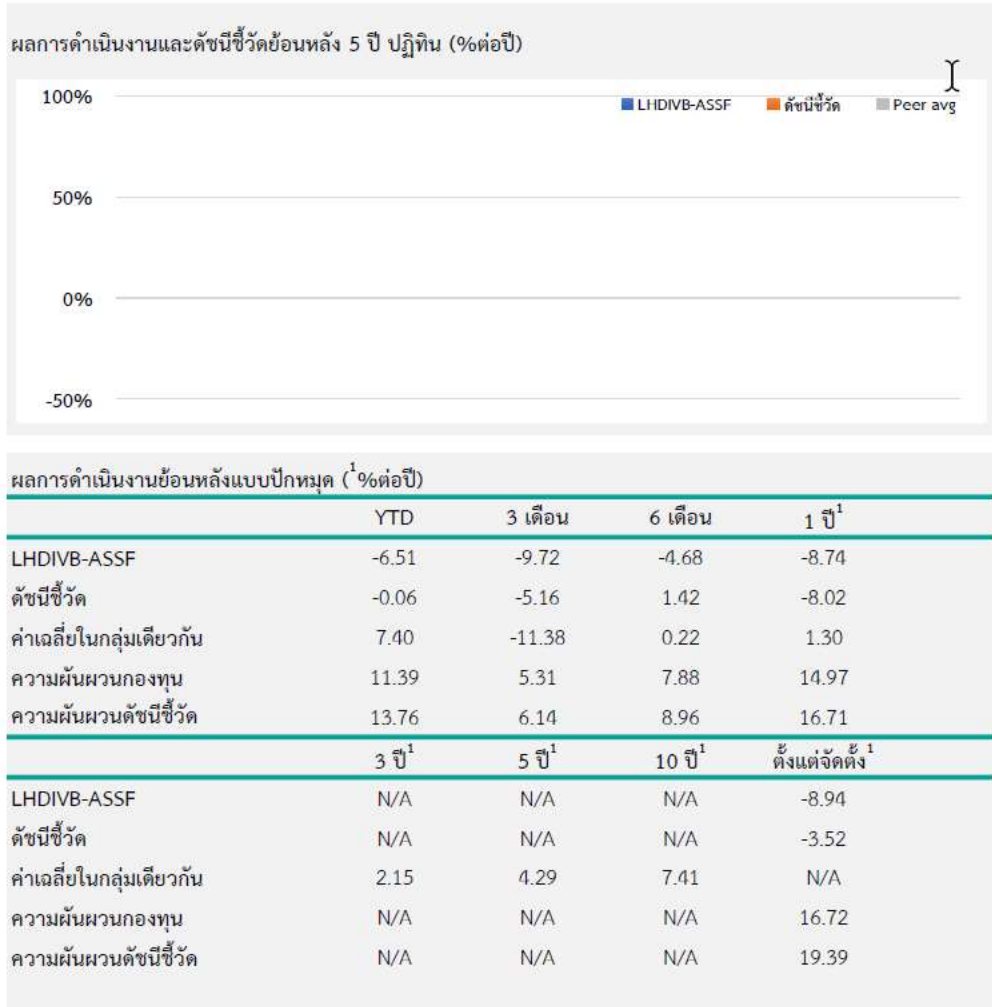 ผลการดำเนินงานและดัชนีชี้วัดย้อนหลัง 5 ปี ปฏิทิน (%ต่อปี)
100% LHDIVB-ASSF ดัชนีชี้วัด Peer avg
50%
0%
-50%
ผลการดำเนินงานย้อนหลังแบบปักหมุด (¹%ต่อปี)
YTD 3 เดือน 6 เดือน 1 ปี¹
LHDIVB-ASSF -6.51 -9.72 -4.68 -8.74
ดัชนีชี้วัด -0.06 -5.16 1.42 -8.02
ค่าเฉลี่ยในกลุ่มเดียวกัน 7.40 -11.38 0.22 1.30
ความผันผวนกองทุน 11.39 5.31 7.88 14.97
ความผันผวนดัชนีชี้วัด 13.76 6.14 8.96 16.71
3 ปี¹ 5 ปี¹ 10 ปี¹ ตั้งแต่จัดตั้ง¹
LHDIVB-ASSF N/A N/A N/A -8.94
ดัชนีชี้วัด N/A N/A N/A -3.52
ค่าเฉลี่ยในกลุ่มเดียวกัน 2.15 4.29 7.41 N/A
ความผันผวนกองทุน N/A N/A N/A 16.72
ความผันผวนดัชนีชี้วัด N/A N/A N/A 19.39